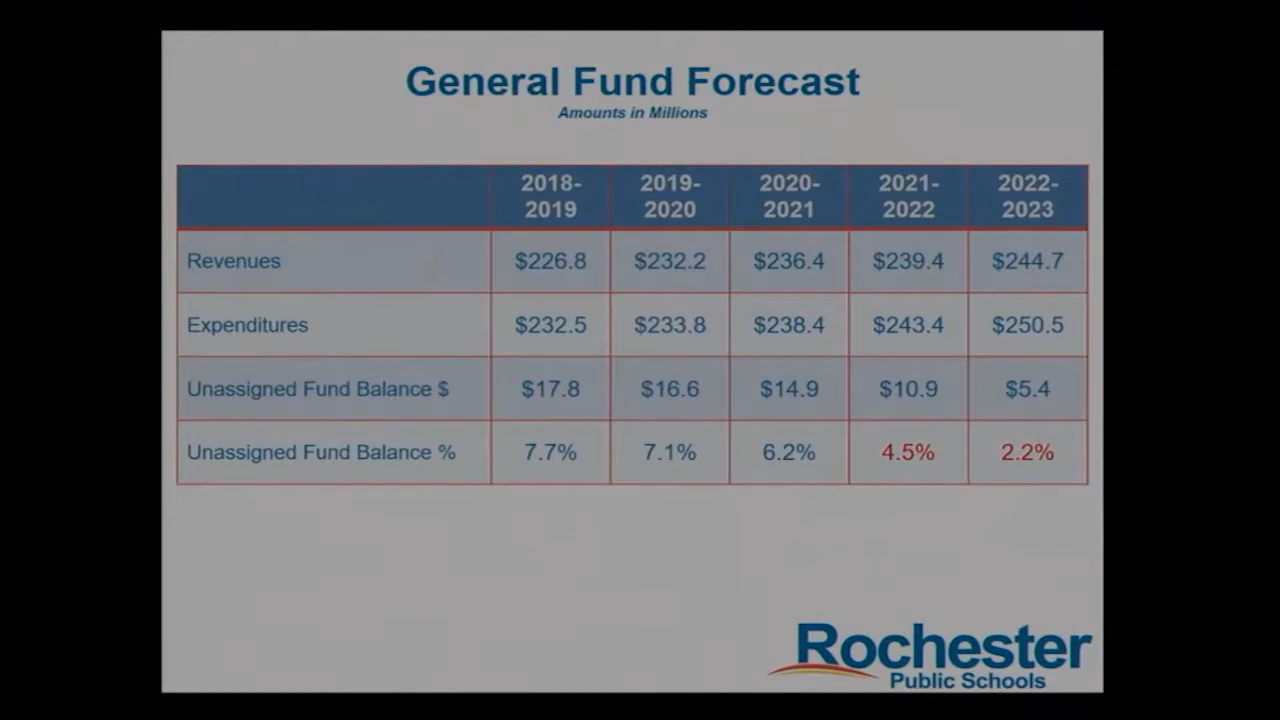 General Fund Forecast
Amounts in Millions
2018-2019 2019-2020 2020-2021 2021-2022 2022-2023
Revenues $226.8 $232.2 $236.4 $239.4 $244.7
Expenditures $232.5 $233.8 $238.4 $243.4 $250.5
Unassigned Fund Balance $ $17.8 $16.6 $14.9 $10.9 $5.4
Unassigned Fund Balance % 7.7% 7.1% 6.2% 4.5% 2.2%
Rochester
Public Schools